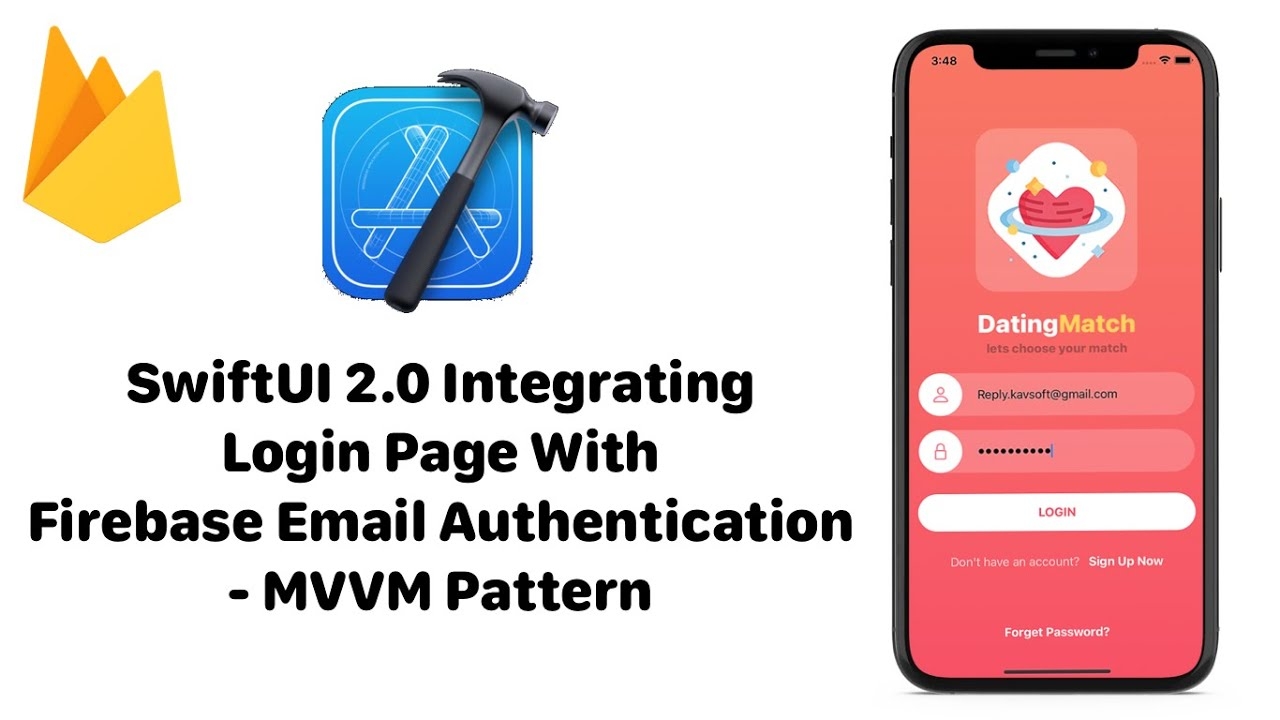 SwiftUI 2.0 Integrating
Login Page With
Firebase Email Authentication
- MVVM Pattern
3:48
DatingMatch
lets choose your match
Reply.kavsoft@gmail.com
••••••••••
LOGIN
Don't have an account? Sign Up Now
Forget Password?